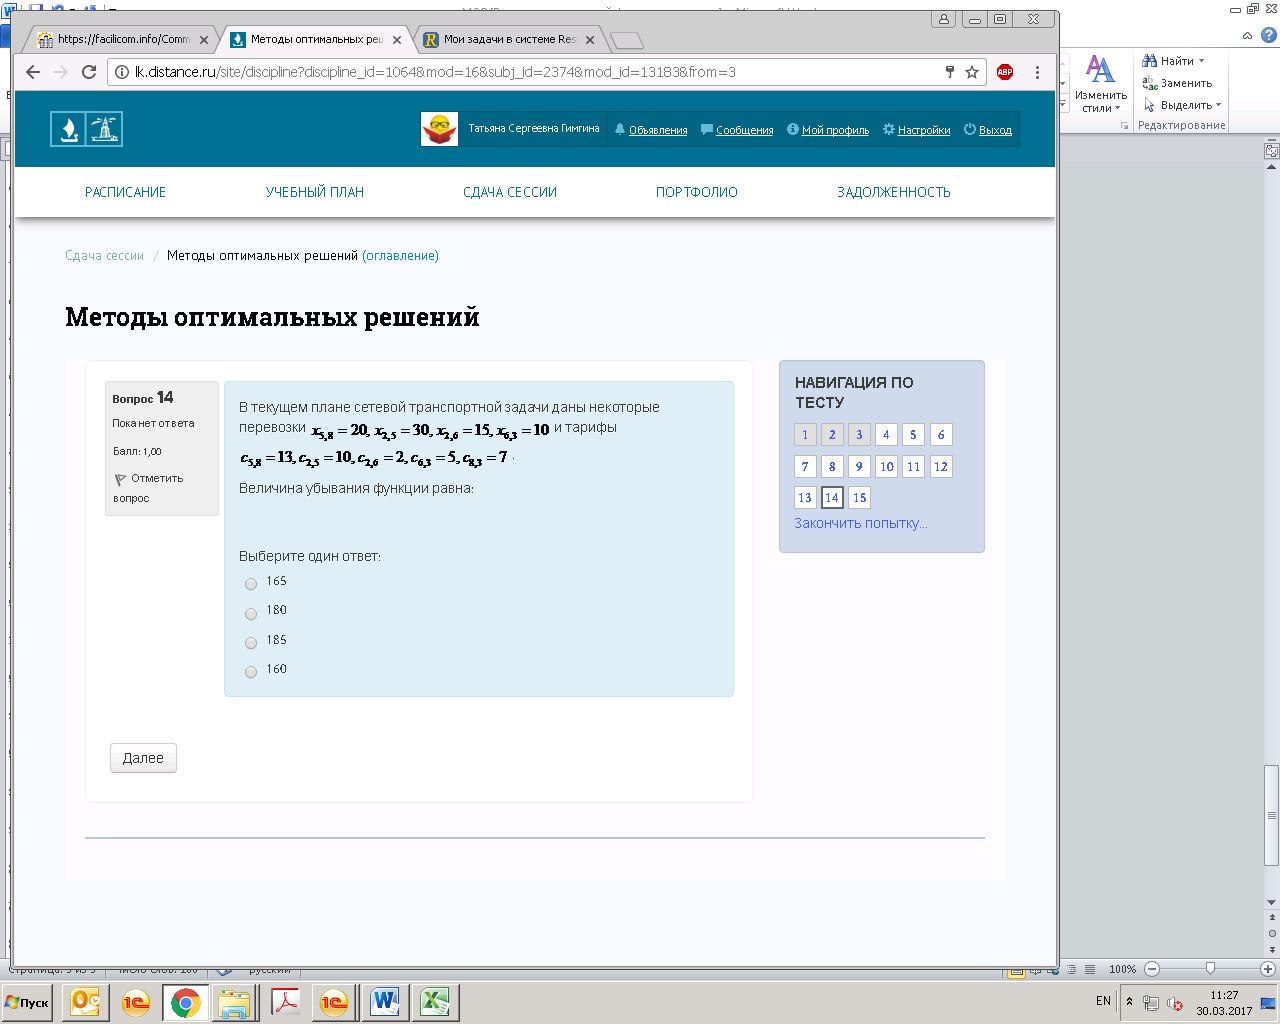 https://facilicom.info/Comm
Методы оптимальных реш
Мои задачи в системе Res
lk.distance.ru/site/discipline?discipline_id=1064&mod=16&subj_id=2374&mod_id=13183&from=3
ABP
Найти
Заменить
Выделить
Изменить стили
Редактирование
Татьяна Сергеевна Гимгина
Объявления
Сообщения
Мой профиль
Настройки
Выход
РАСПИСАНИЕ
УЧЕБНЫЙ ПЛАН
СДАЧА СЕССИИ
ПОРТФОЛИО
ЗАДОЛЖЕННОСТЬ
Сдача сессии / Методы оптимальных решений (оглавление)
Методы оптимальных решений
Вопрос 14
Пока нет ответа
Балл: 1,00
Отметить
вопрос
В текущем плане сетевой транспортной задачи даны некоторые
перевозки x5,8 = 20, x2,5 = 30, x2,6 = 15, x6,3 = 10 и тарифы
c5,8 = 13, c2,5 = 10, c2,6 = 2, c6,3 = 5, c8,3 = 7 .
Величина убывания функции равна:
Выберите один ответ:
165
180
185
160
Далее
НАВИГАЦИЯ ПО
ТЕСТУ
1 2 3 4 5 6
7 8 9 10 11 12
13 14 15
Закончить попытку...
100%
Пуск
EN
11:27
30.03.2017